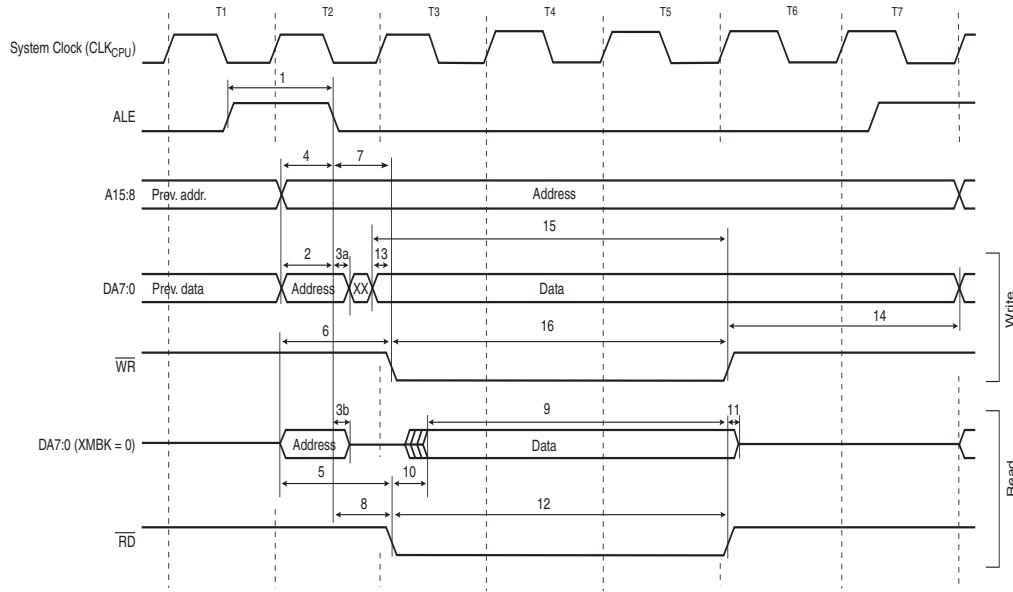 T1 T2 T3 T4 T5 T6 T7
System Clock (CLKCPU)
1
ALE
4 7
A15:8 Prev. addr. Address
15
2 3a 13
DA7:0 Prev. data Address XX Data
14
6 16
WR
Write
3b 9 11
DA7:0 (XMBK = 0) Address Data
5 10
8 12
RD
Read